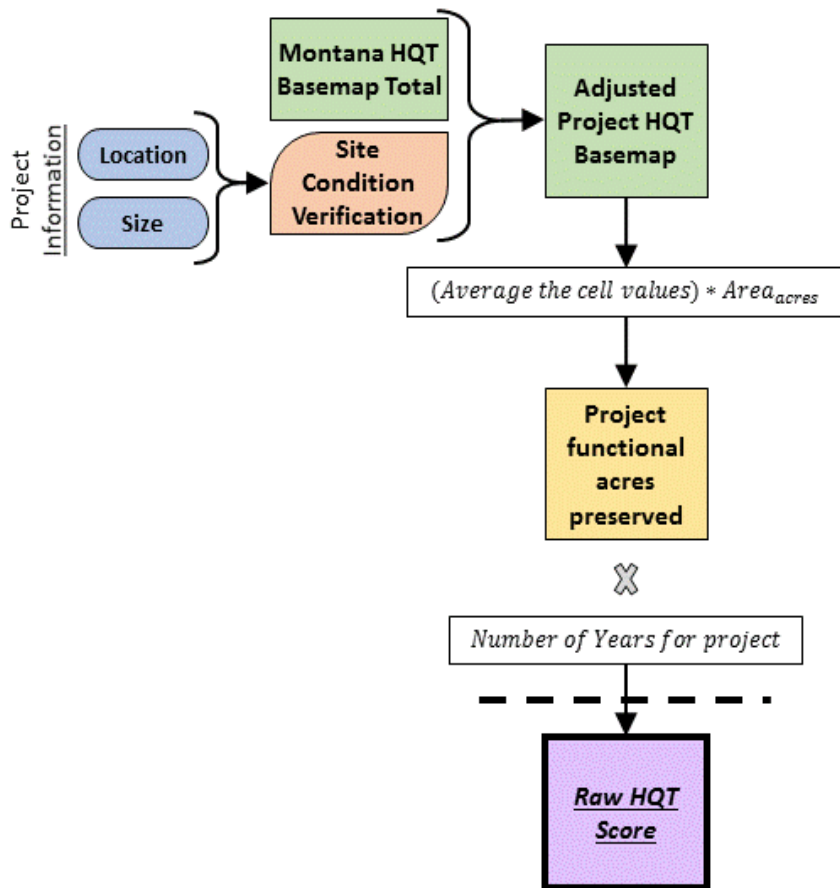 Project
Information
Location
Size
Montana HQT
Basemap Total
Site
Condition
Verification
Adjusted
Project HQT
Basemap
(Average the cell values) * Area_acres
Project
functional
acres
preserved
X
Number of Years for project
Raw HQT
Score